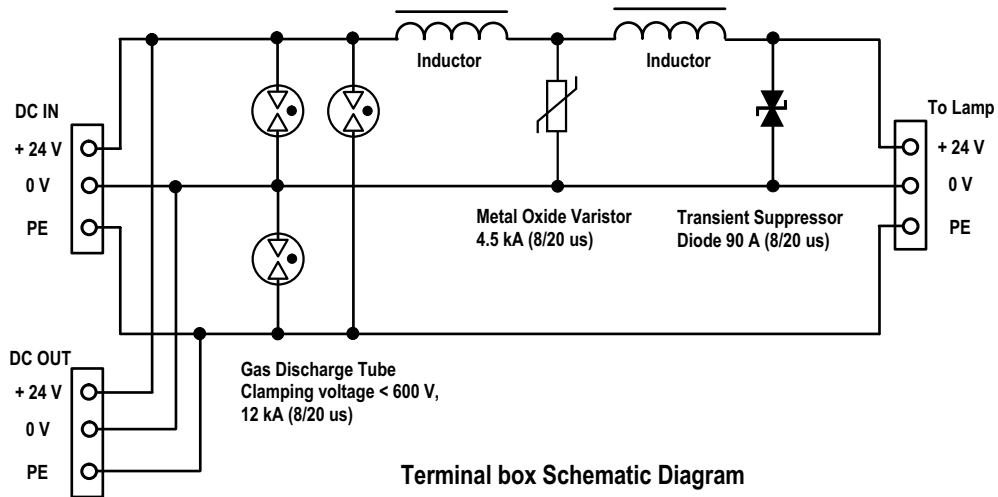 Inductor
Inductor
DC IN
+ 24 V
0 V
PE
To Lamp
+ 24 V
0 V
PE
Metal Oxide Varistor
4.5 kA (8/20 us)
Transient Suppressor
Diode 90 A (8/20 us)
DC OUT
+ 24 V
0 V
PE
Gas Discharge Tube
Clamping voltage < 600 V,
12 kA (8/20 us)
Terminal box Schematic Diagram